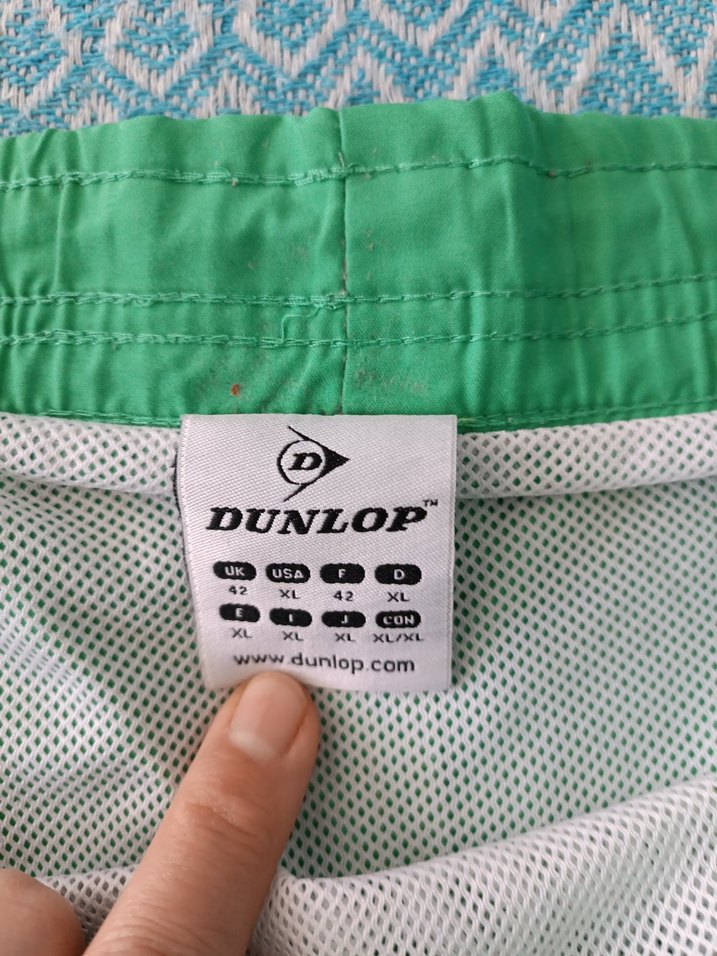 D
DUNLOP™
UK USA F D
42 XL 42 XL
E I J CON
XL XL XL XL/XL
www.dunlop.com